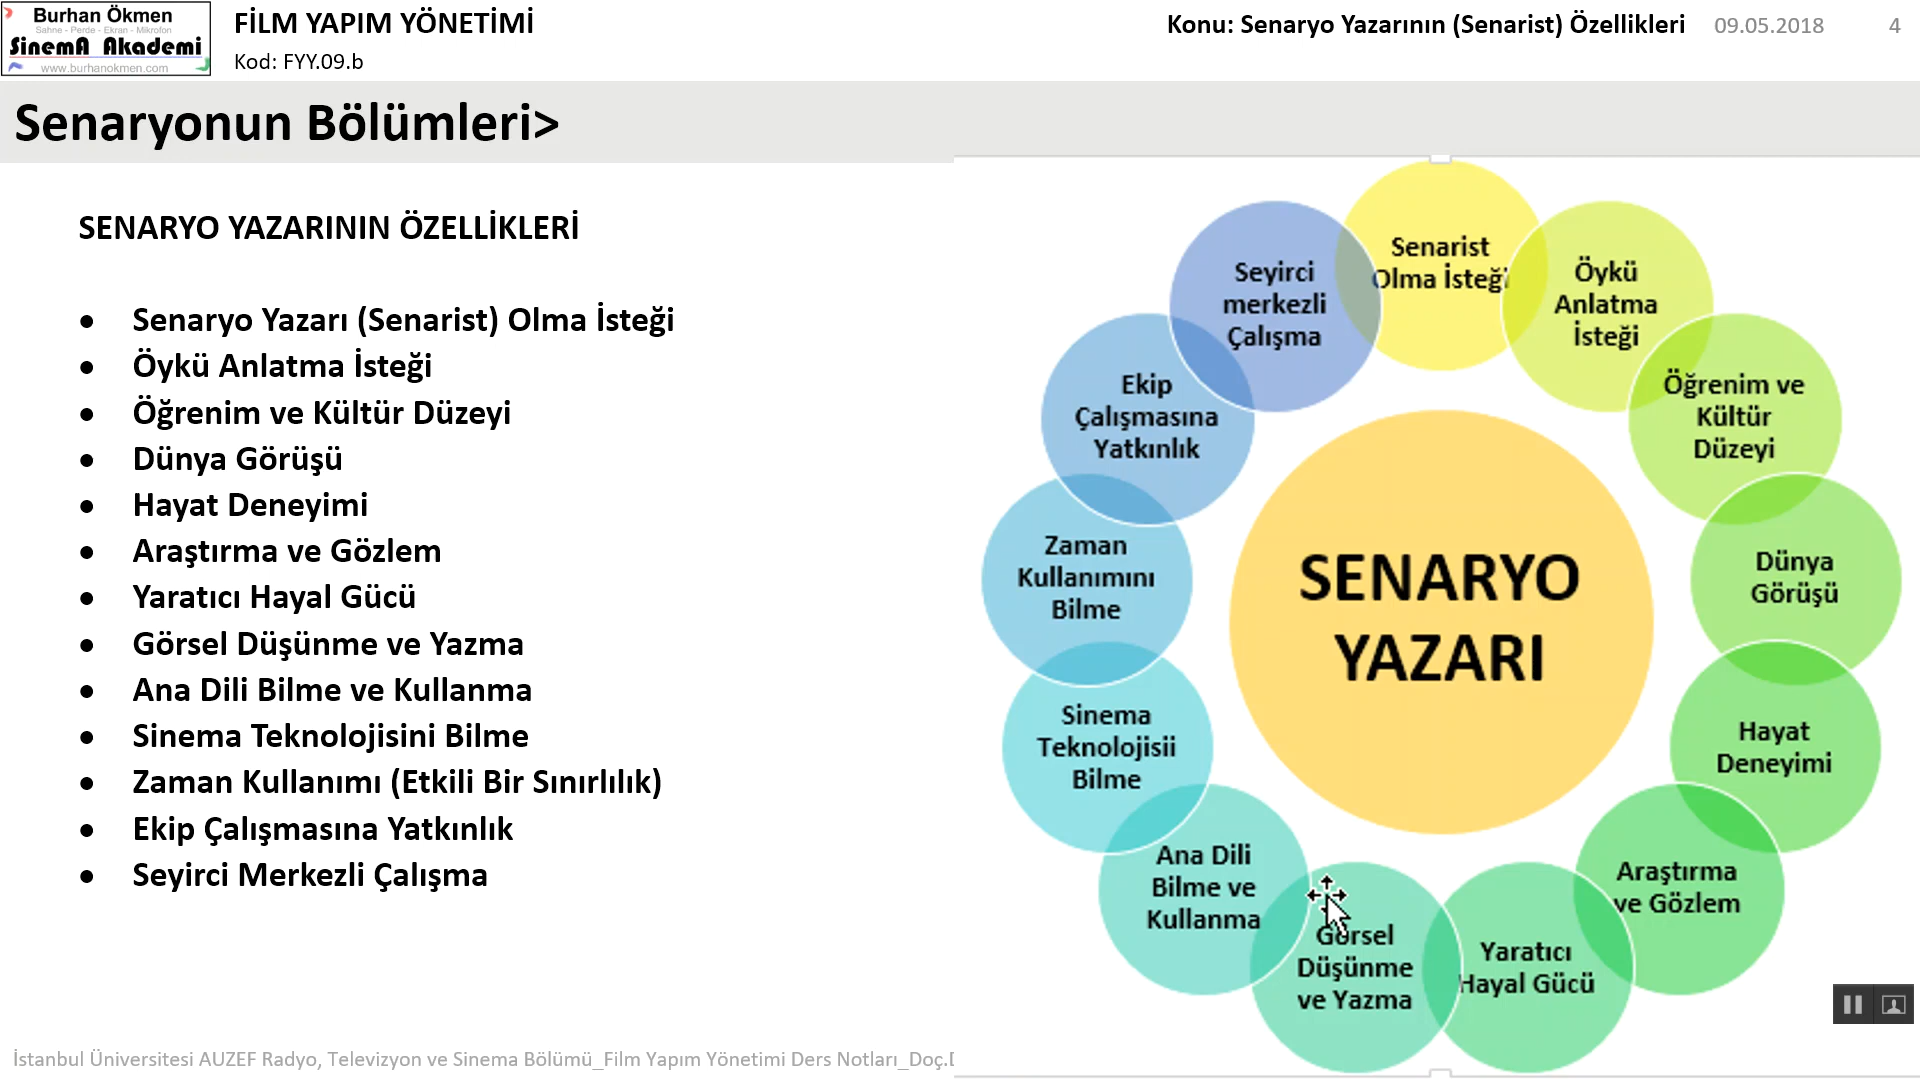 Burhan Ökmen
Sahne - Perde - Ekran - Mikrofon
SinemA Akademi
www.burhanokmen.com
FİLM YAPIM YÖNETİMİ
Kod: FYY.09.b
Konu: Senaryo Yazarının (Senarist) Özellikleri
09.05.2018
4
Senaryonun Bölümleri>
SENARYO YAZARININ ÖZELLİKLERİ
• Senaryo Yazarı (Senarist) Olma İsteği
• Öykü Anlatma İsteği
• Öğrenim ve Kültür Düzeyi
• Dünya Görüşü
• Hayat Deneyimi
• Araştırma ve Gözlem
• Yaratıcı Hayal Gücü
• Görsel Düşünme ve Yazma
• Ana Dili Bilme ve Kullanma
• Sinema Teknolojisini Bilme
• Zaman Kullanımı (Etkili Bir Sınırlılık)
• Ekip Çalışmasına Yatkınlık
• Seyirci Merkezli Çalışma
Senarist
Olma İsteği
Öykü
Anlatma
İsteği
Öğrenim ve
Kültür
Düzeyi
Dünya
Görüşü
Hayat
Deneyimi
Araştırma
ve Gözlem
Yaratıcı
Hayal Gücü
Görsel
Düşünme
ve Yazma
Ana Dili
Bilme ve
Kullanma
Sinema
Teknolojisii
Bilme
Zaman
Kullanımını
Bilme
Ekip
Çalışmasına
Yatkınlık
Seyirci
merkezli
Çalışma
SENARYO
YAZARI
İstanbul Üniversitesi AUZEF Radyo, Televizyon ve Sinema Bölümü_Film Yapım Yönetimi Ders Notları_Doç.